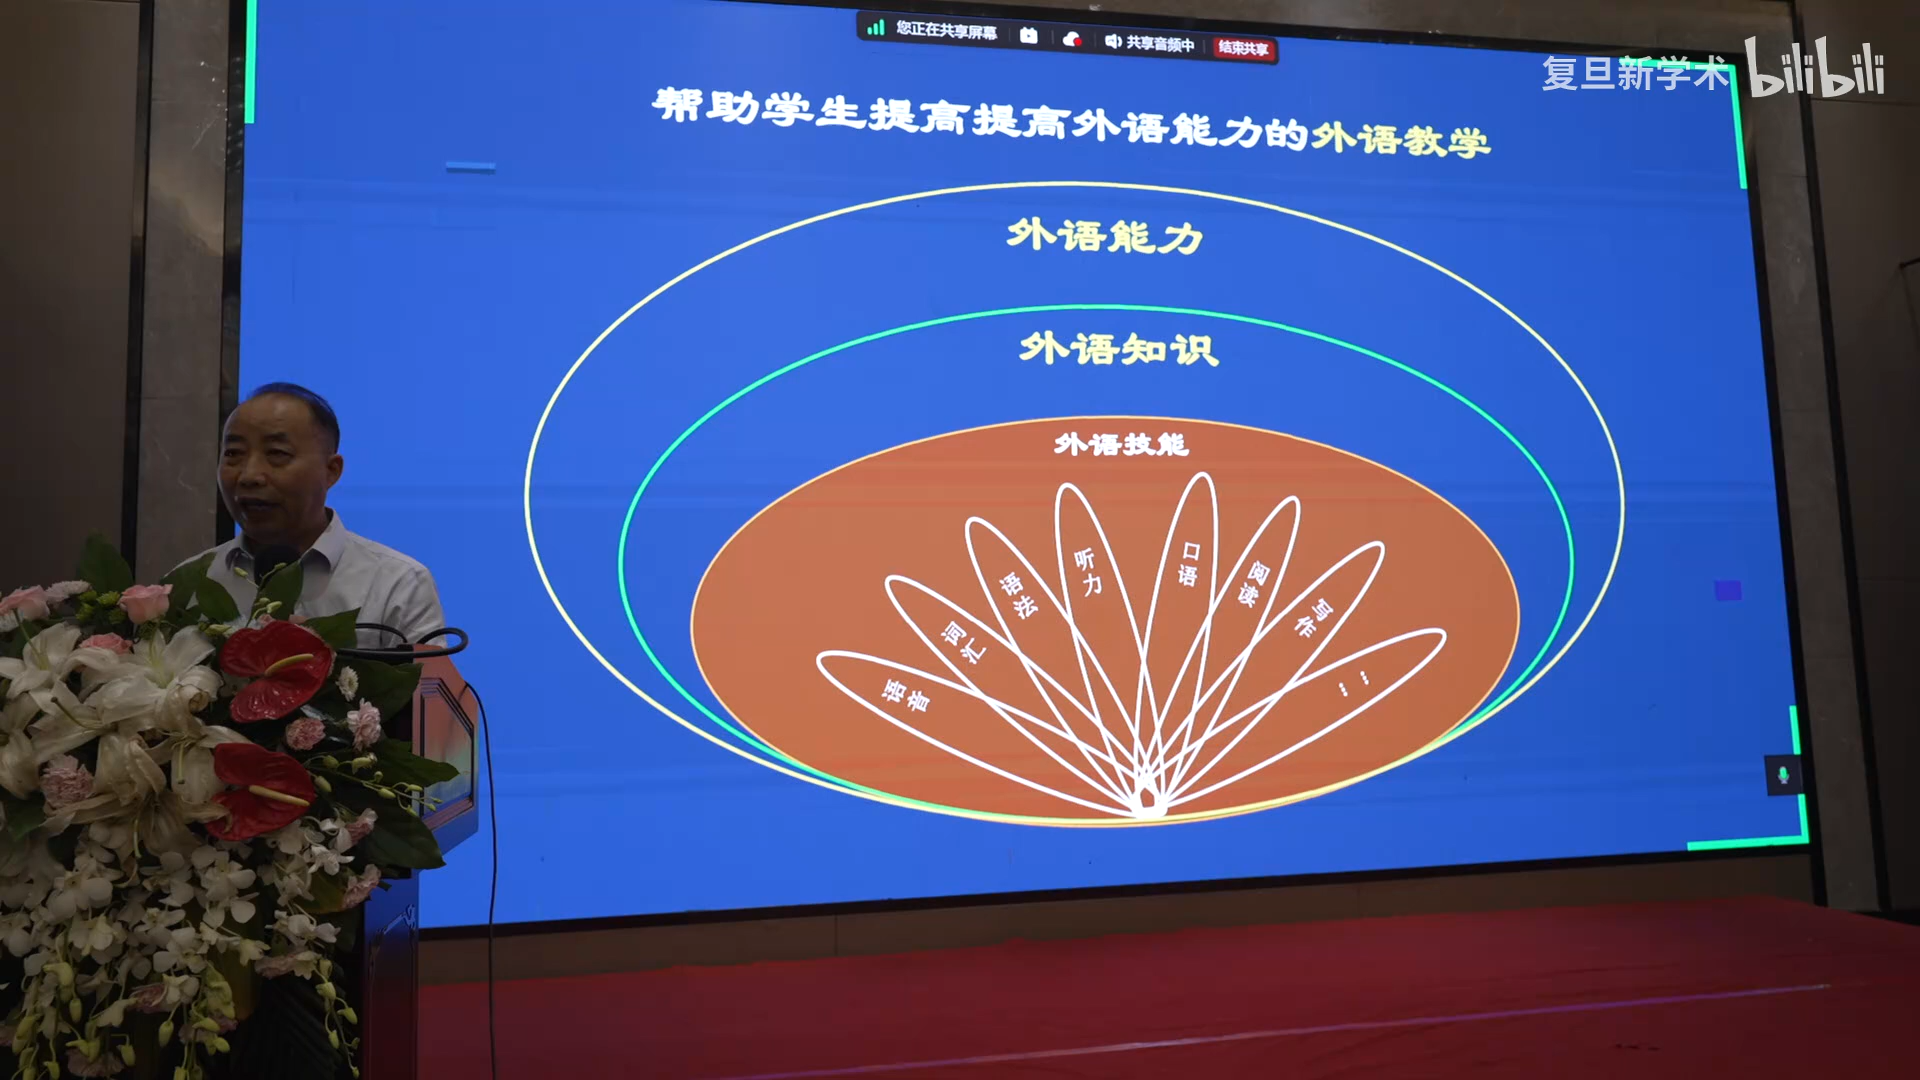 您正在共享屏幕 共享音频中 结束共享
复旦新学术 bilibili
帮助学生提高提高外语能力的外语教学
外语能力
外语知识
外语技能
语音
词汇
语法
听力
口语
阅读
写作
……